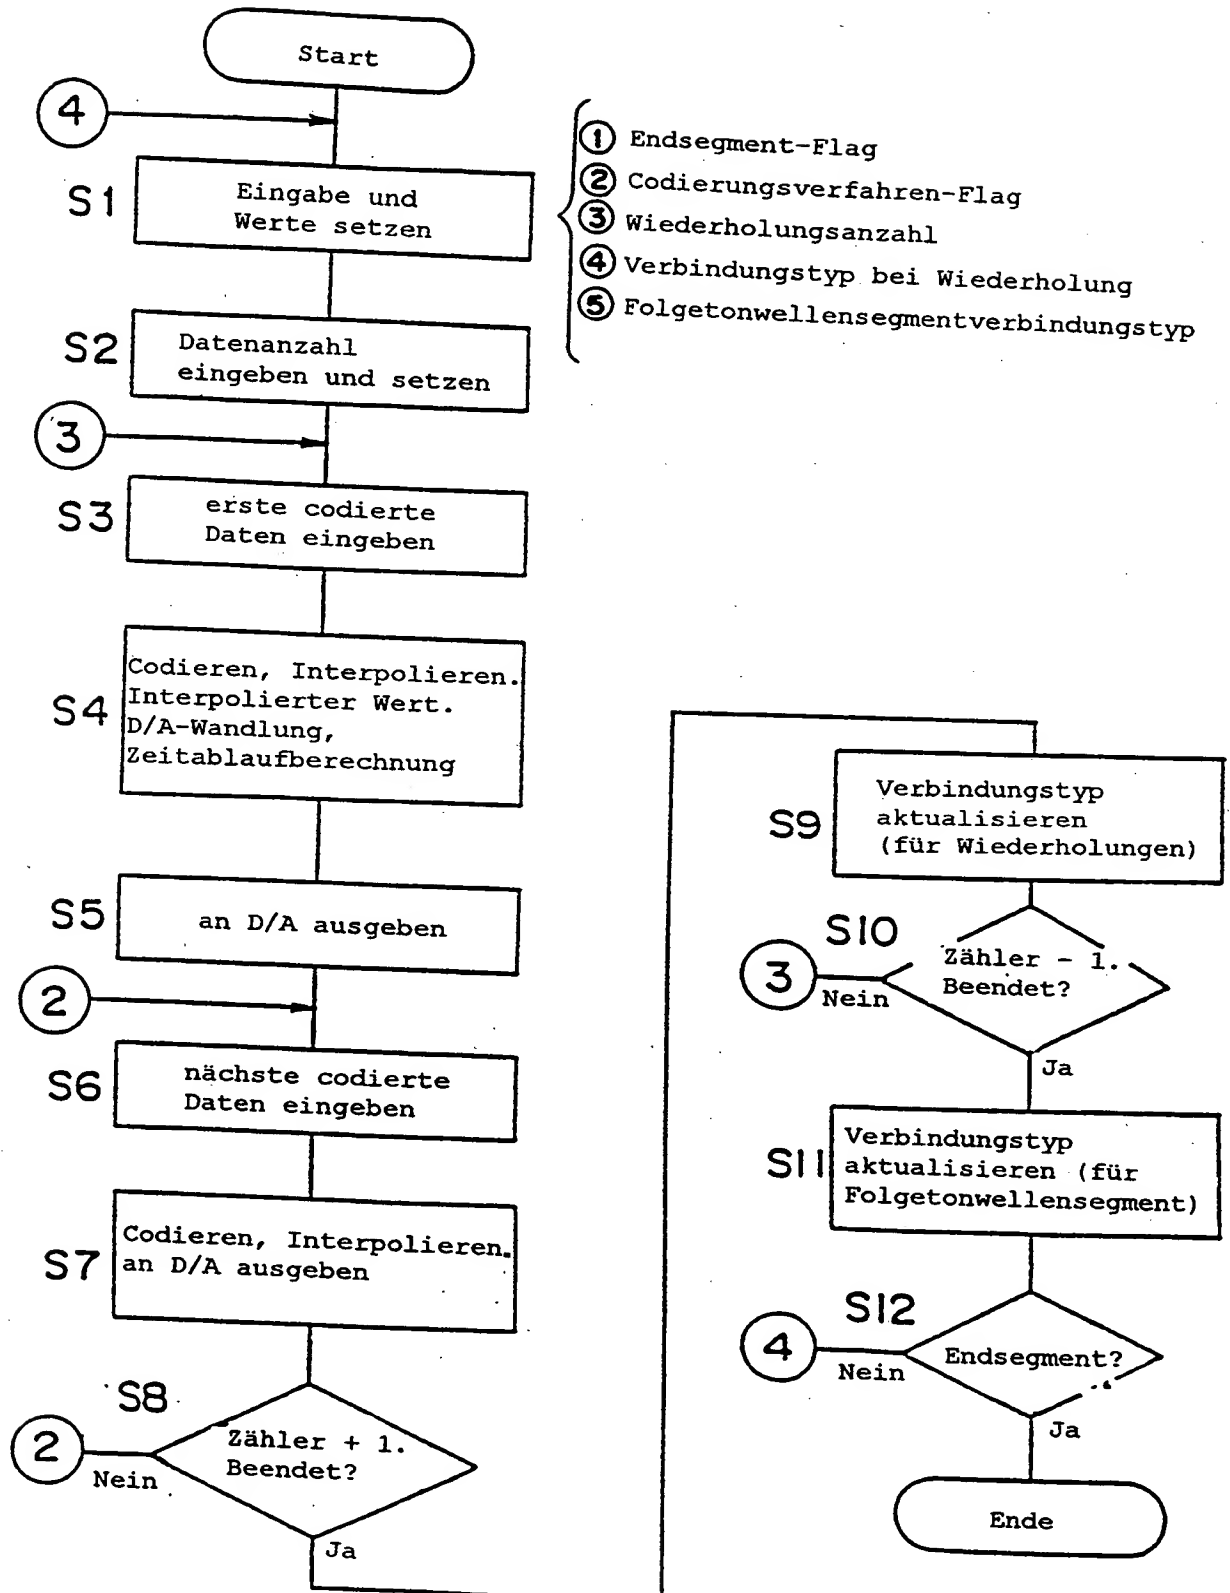 Start
4
S1
Eingabe und
Werte setzen
1 Endsegment-Flag
2 Codierungsverfahren-Flag
3 Wiederholungsanzahl
4 Verbindungstyp bei Wiederholung
5 Folgetonwellensegmentverbindungstyp
S2
Datenanzahl
eingeben und setzen
3
S3
erste codierte
Daten eingeben
S4
Codieren, Interpolieren.
Interpolierter Wert.
D/A-Wandlung,
Zeitablaufberechnung
S5
an D/A ausgeben
2
S6
nächste codierte
Daten eingeben
S7
Codieren, Interpolieren.
an D/A ausgeben
S8
Zähler + 1.
Beendet?
2
Nein
Ja
S9
Verbindungstyp
aktualisieren
(für Wiederholungen)
S10
Zähler - 1.
Beendet?
3
Nein
Ja
S11
Verbindungstyp
aktualisieren (für
Folgetonwellensegment)
S12
Endsegment?
4
Nein
Ja
Ende